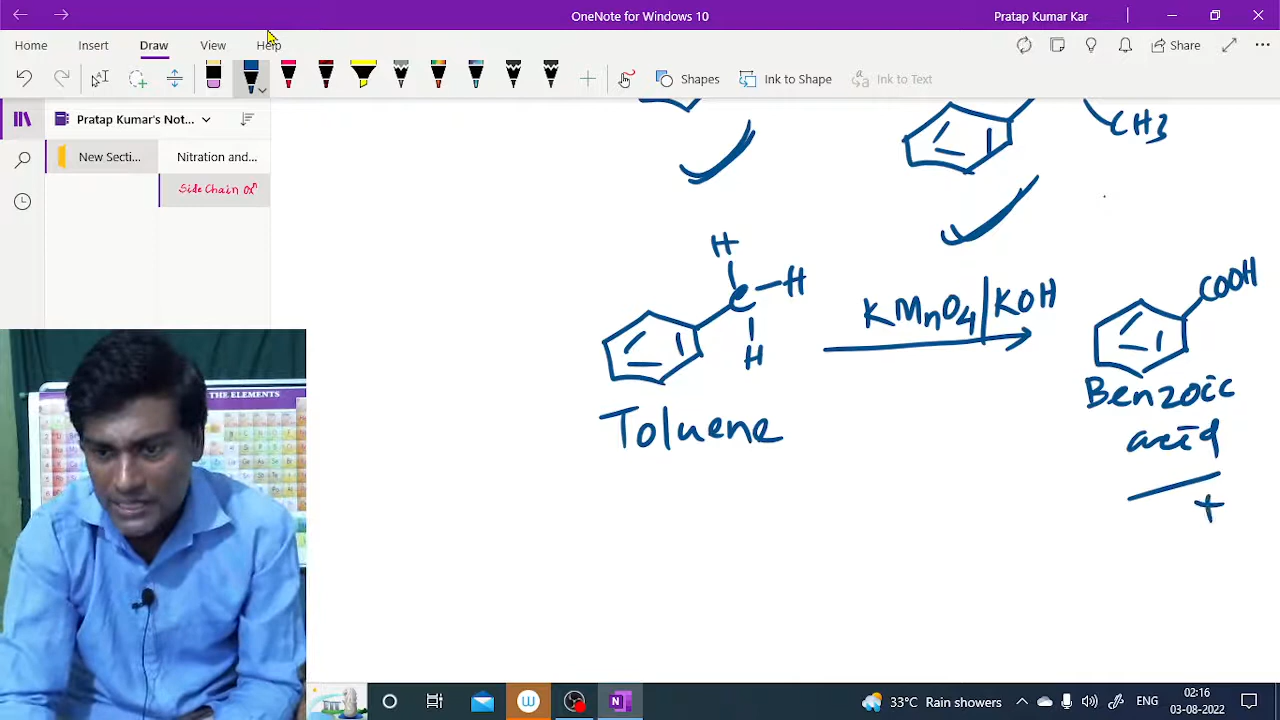 OneNote for Windows 10
Pratap Kumar Kar
Home Insert Draw View Help
Share
Shapes
Ink to Shape
Ink to Text
Pratap Kumar's Not...
New Secti...
Nitration and...
Side Chain Oxⁿ
CH3
H
C H
H
KMnO4/KOH
COOH
Toluene
Benzoic
acid
+
THE ELEMENTS
33°C Rain showers
ENG
02:16
03-08-2022